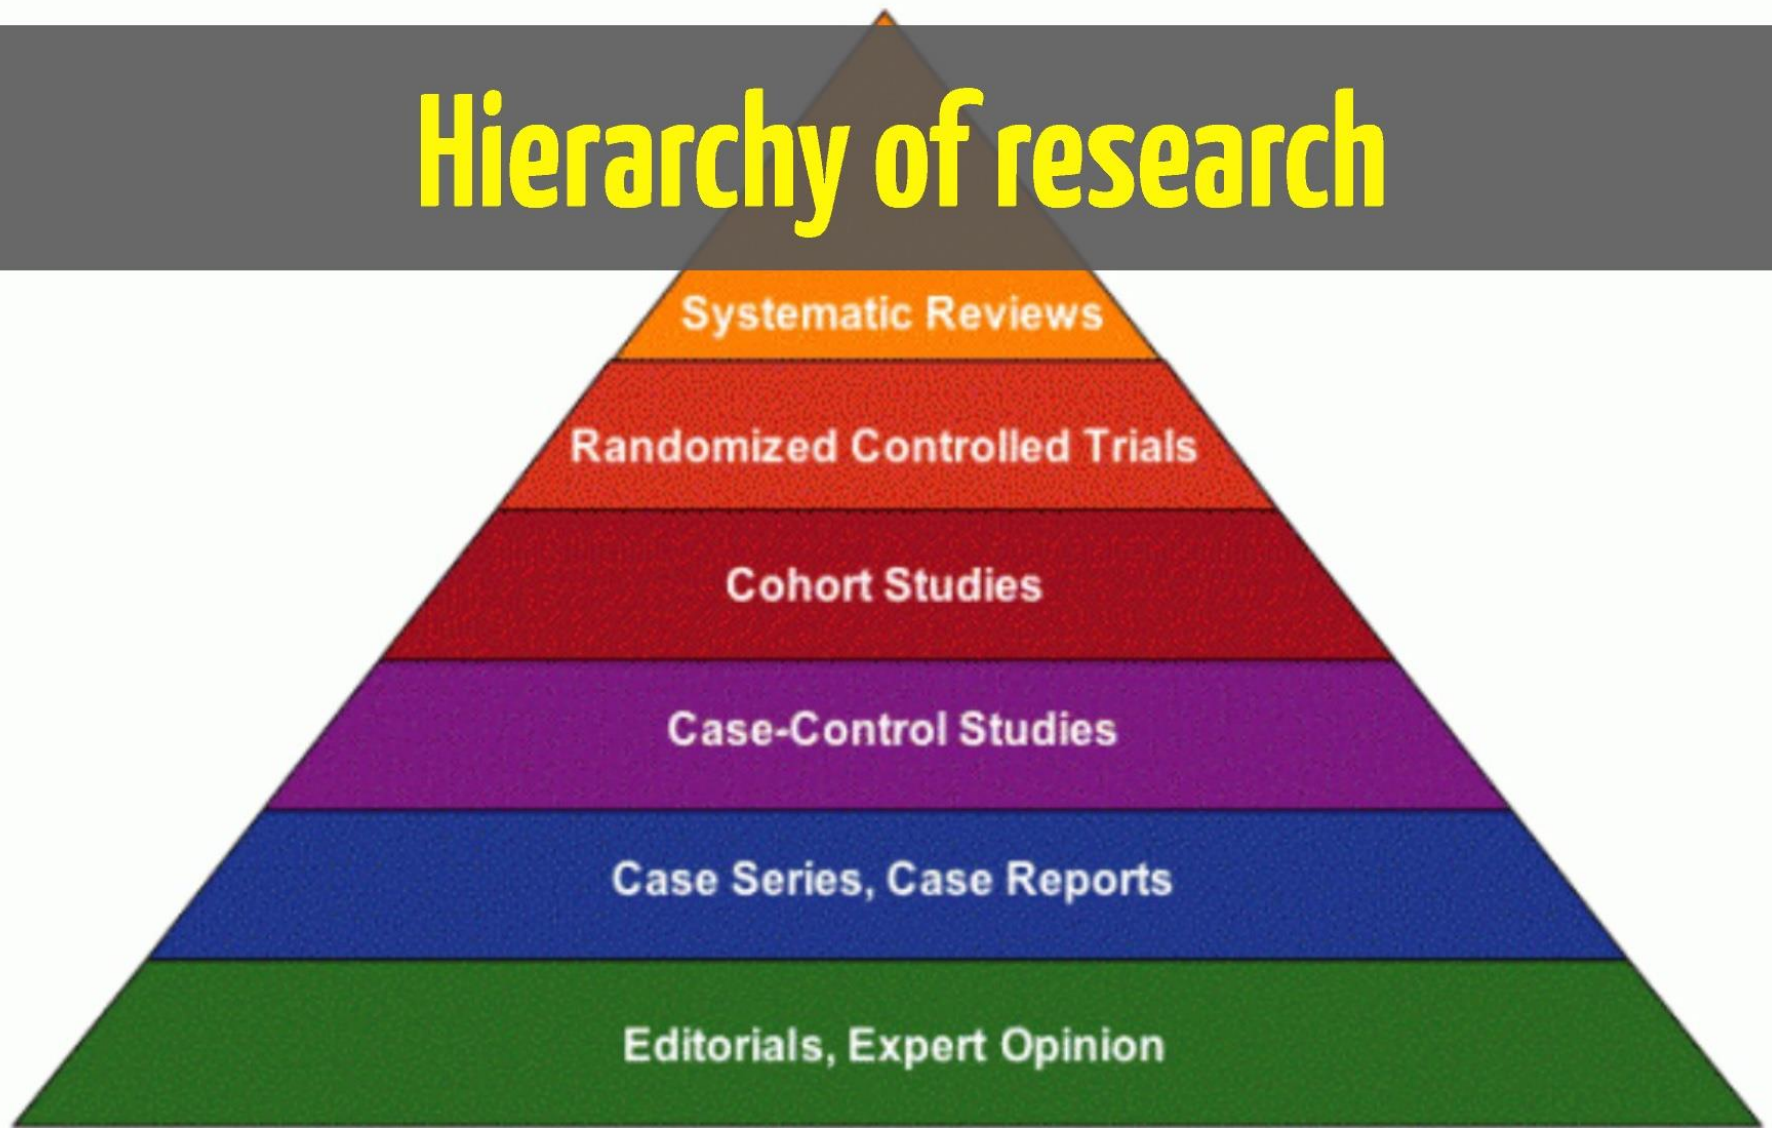 Hierarchy of research
Systematic Reviews
Randomized Controlled Trials
Cohort Studies
Case-Control Studies
Case Series, Case Reports
Editorials, Expert Opinion